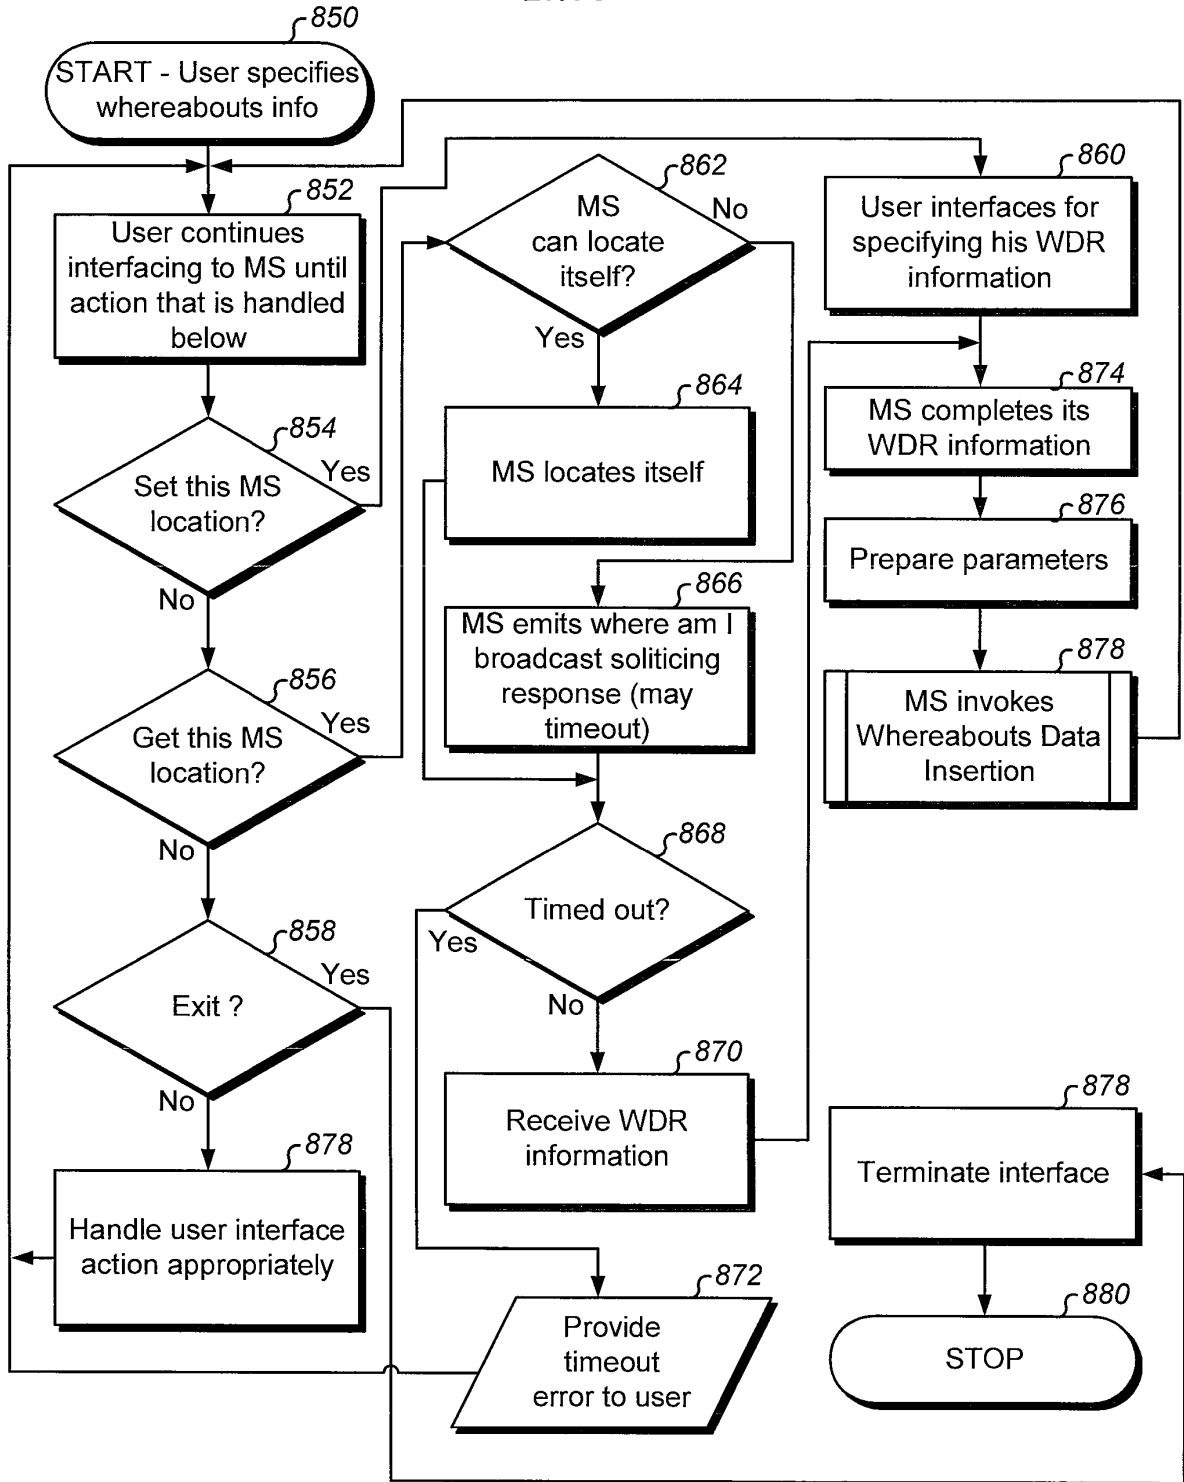 850
START - User specifies
whereabouts info
852
User continues
interfacing to MS until
action that is handled
below
854
Set this MS
location?
Yes
No
856
Get this MS
location?
Yes
No
858
Exit ?
Yes
No
878
Handle user interface
action appropriately
862
MS
can locate
itself?
No
Yes
864
MS locates itself
866
MS emits where am I
broadcast soliticing
response (may
timeout)
868
Timed out?
Yes
No
870
Receive WDR
information
872
Provide
timeout
error to user
860
User interfaces for
specifying his WDR
information
874
MS completes its
WDR information
876
Prepare parameters
878
MS invokes
Whereabouts Data
Insertion
878
Terminate interface
880
STOP